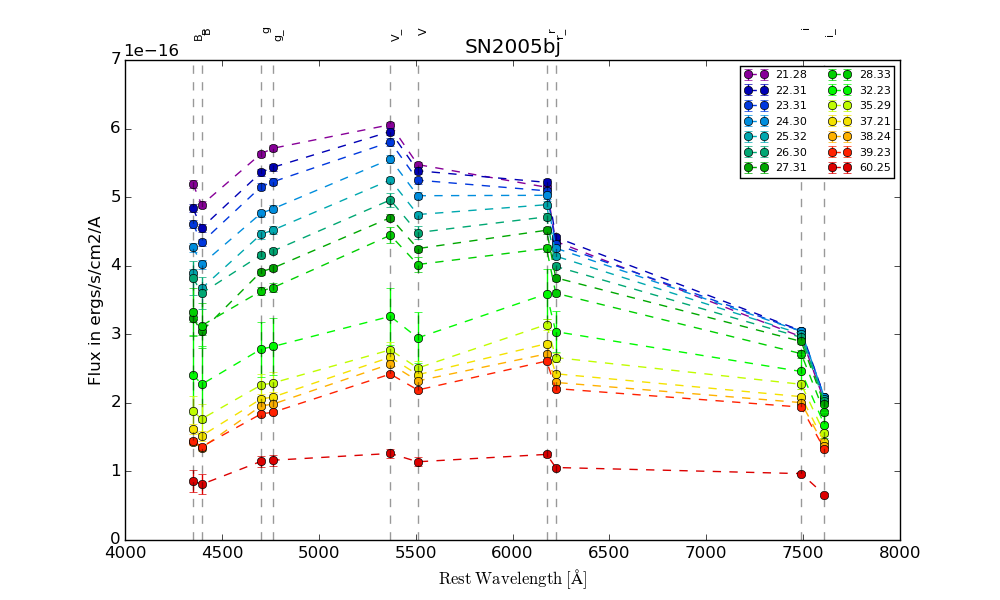 B_ B g g_ V_ V r r_ i i_
SN2005bj
1e−16
7
6
5
4
3
2
1
0
Flux in ergs/s/cm2/A
21.28 28.33
22.31 32.23
23.31 35.29
24.30 37.21
25.32 38.24
26.30 39.23
27.31 60.25
4000 4500 5000 5500 6000 6500 7000 7500 8000
Rest Wavelength [Å]